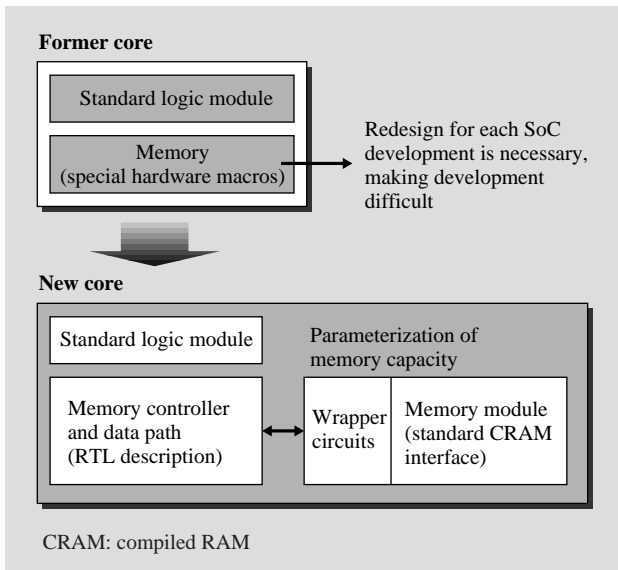 Former core
Standard logic module
Memory
(special hardware macros)
Redesign for each SoC
development is necessary,
making development
difficult
New core
Standard logic module
Parameterization of
memory capacity
Memory controller
and data path
(RTL description)
Wrapper
circuits
Memory module
(standard CRAM
interface)
CRAM: compiled RAM